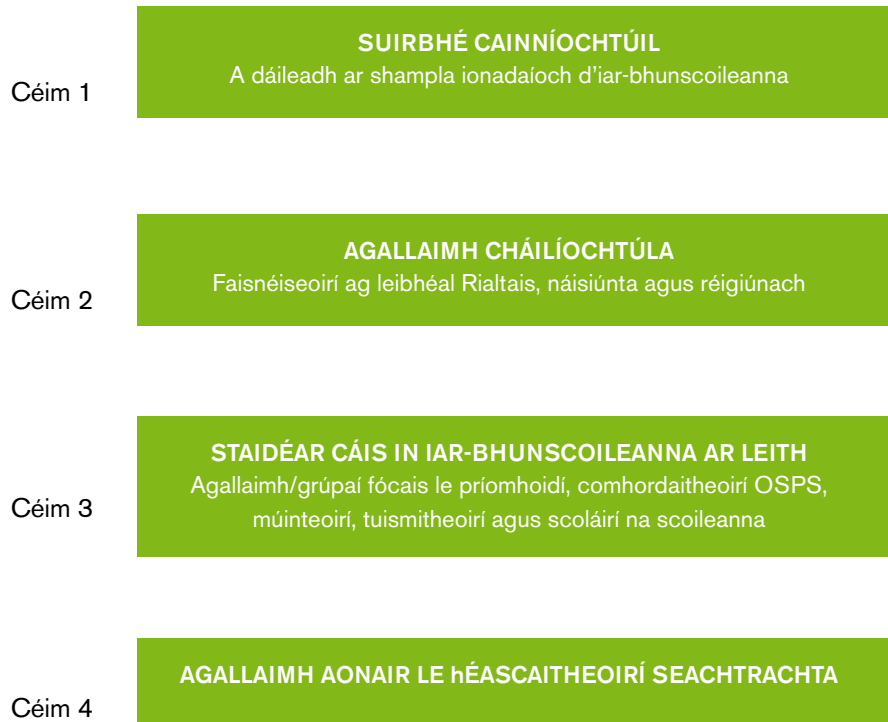 SUIRBHÉ CAINNÍOCHTÚIL
A dáileadh ar shampla ionadaíoch d'iar-bhunscoileanna
Céim 1
AGALLAIMH CHÁILÍOCHTÚLA
Faisnéiseoirí ag leibhéal Rialtais, náisiúnta agus réigiúnach
Céim 2
STAIDÉAR CÁIS IN IAR-BHUNSCOILEANNA AR LEITH
Agallaimh/grúpaí fócais le príomhoidí, comhordaitheoirí OSPS,
múinteoirí, tuismitheoirí agus scoláirí na scoileanna
Céim 3
AGALLAIMH AONAIR LE hÉASCAITHEOIRÍ SEACHTRACHTA
Céim 4